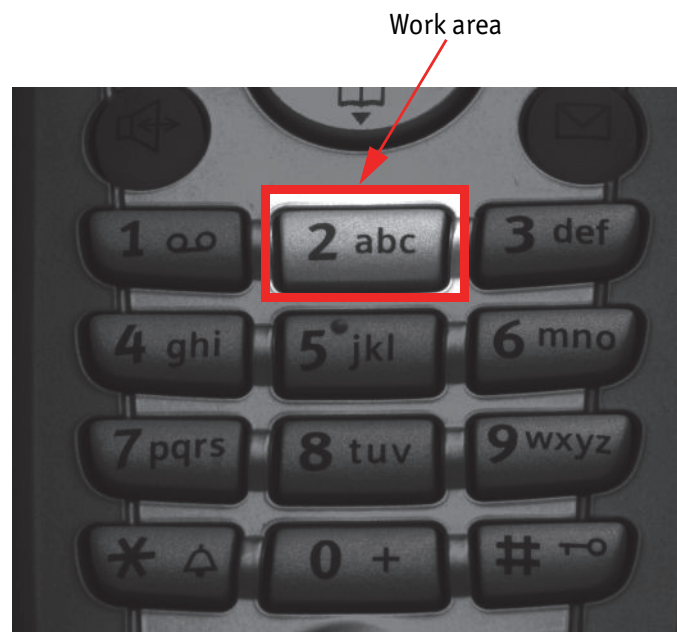 Work area
1 2 abc 3 def
4 ghi 5 jkl 6 mno
7 pqrs 8 tuv 9 wxyz
* 0 + #